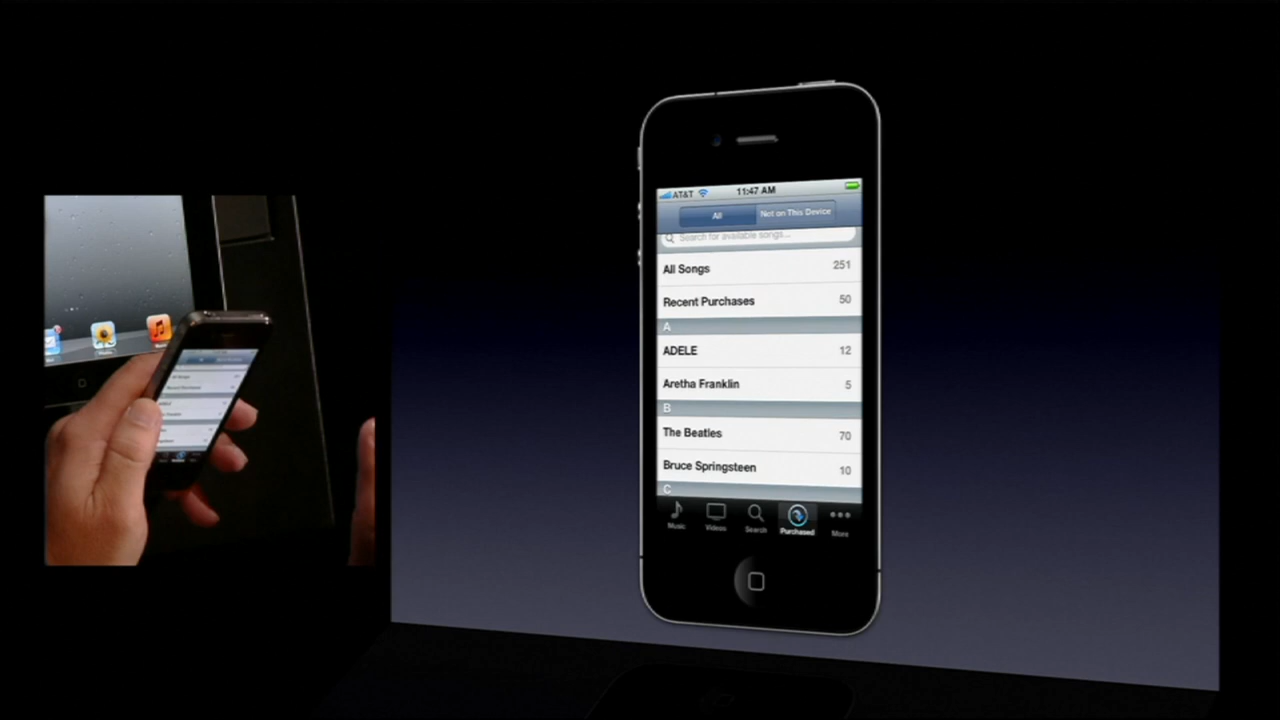 AT&T 11:47 AM
All Not on This Device
Search for available songs...
All Songs 251
Recent Purchases 50
A
ADELE 12
Aretha Franklin 5
B
The Beatles 70
Bruce Springsteen 10
C
Music Videos Search Purchased More